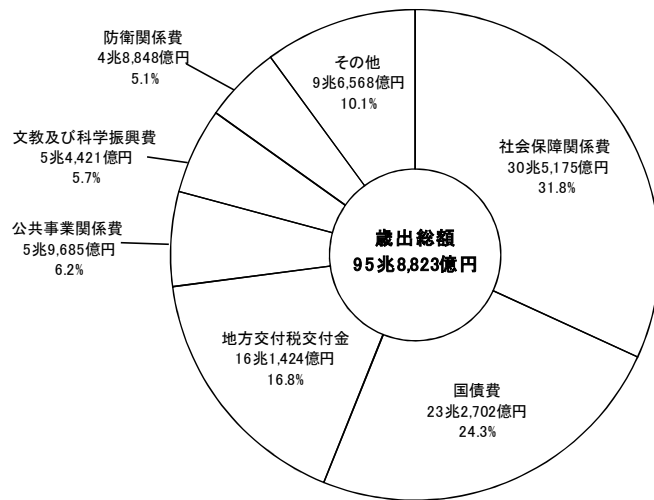 防衛関係費
4兆8,848億円
5.1%
その他
9兆6,568億円
10.1%
文教及び科学振興費
5兆4,421億円
5.7%
社会保障関係費
30兆5,175億円
31.8%
公共事業関係費
5兆9,685億円
6.2%
歳出総額
95兆8,823億円
地方交付税交付金
16兆1,424億円
16.8%
国債費
23兆2,702億円
24.3%